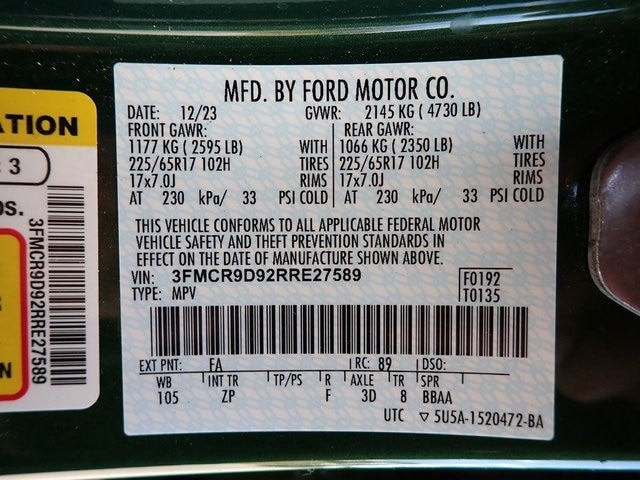 ATION
: 3
os.
N
3FMCR9D92RRE27589
MFD. BY FORD MOTOR CO.
DATE: 12/23 GVWR: 2145 KG ( 4730 LB)
FRONT GAWR: REAR GAWR:
1177 KG ( 2595 LB) WITH 1066 KG ( 2350 LB) WITH
225/65R17 102H TIRES 225/65R17 102H TIRES
17x7.0J RIMS 17x7.0J RIMS
AT 230 kPa/ 33 PSI COLD AT 230 kPa/ 33 PSI COLD
THIS VEHICLE CONFORMS TO ALL APPLICABLE FEDERAL MOTOR
VEHICLE SAFETY AND THEFT PREVENTION STANDARDS IN
EFFECT ON THE DATE OF MANUFACTURE SHOWN ABOVE.
VIN: 3FMCR9D92RRE27589 F0192
TYPE: MPV T0135
EXT PNT: FA RC: 89 DSO:
WB INT TR TP/PS R AXLE TR SPR
105 ZP F 3D 8 BBAA
UTC ▽ 5U5A-1520472-BA